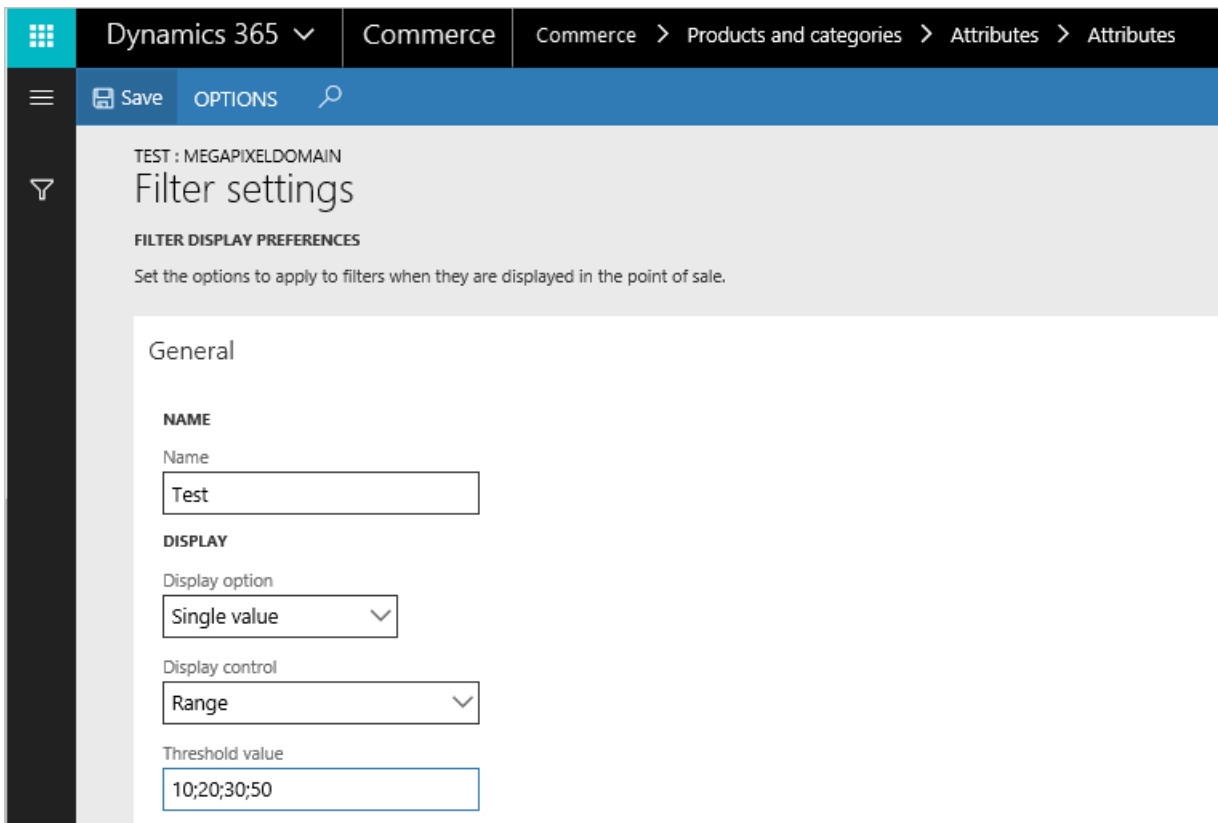 Dynamics 365 Commerce Commerce > Products and categories > Attributes > Attributes
Save OPTIONS
TEST : MEGAPIXELDOMAIN
Filter settings
FILTER DISPLAY PREFERENCES
Set the options to apply to filters when they are displayed in the point of sale.
General
NAME
Name
Test
DISPLAY
Display option
Single value
Display control
Range
Threshold value
10;20;30;50